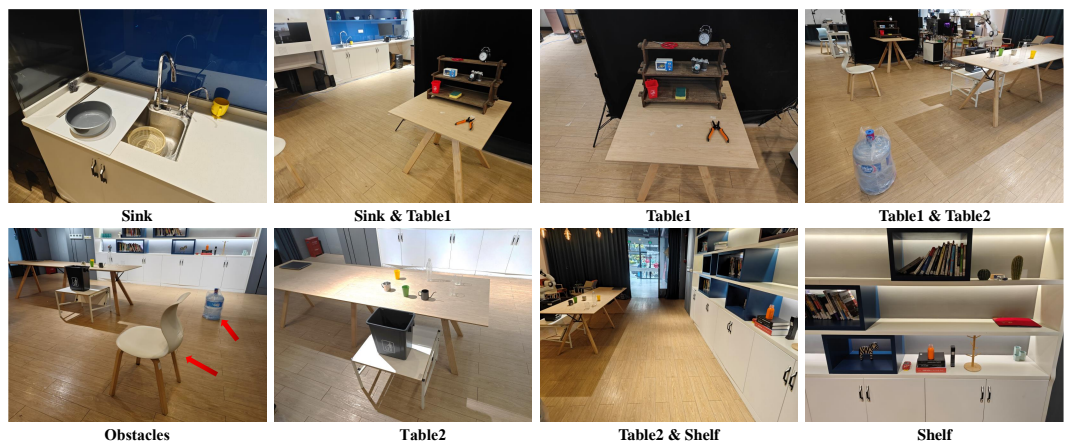 Sink
Sink & Table1
Table1
Table1 & Table2
Obstacles
Table2
Table2 & Shelf
Shelf